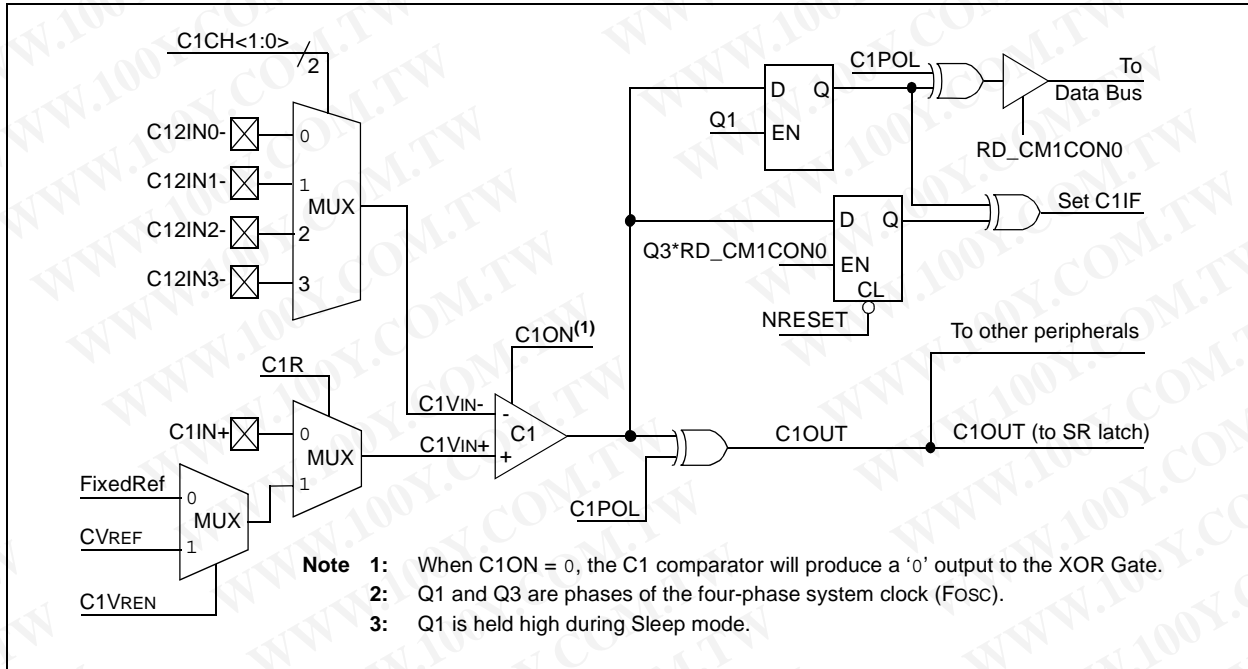 C1CH<1:0>
2
C12IN0-
0
C12IN1-
1
MUX
C12IN2-
2
C12IN3-
3
C1R
C1IN+
0
MUX
1
FixedRef
0
MUX
CVREF
1
C1VREN
C1ON(1)
C1VIN-
-
C1
C1VIN+
+
C1POL
C1OUT
D
Q
Q1
EN
C1POL
To
Data Bus
RD_CM1CON0
D
Q
Q3*RD_CM1CON0
EN
CL
NRESET
Set C1IF
To other peripherals
C1OUT (to SR latch)
Note 1: When C1ON = 0, the C1 comparator will produce a ‘0’ output to the XOR Gate.
2: Q1 and Q3 are phases of the four-phase system clock (FOSC).
3: Q1 is held high during Sleep mode.
WWW.100Y.COM.TW